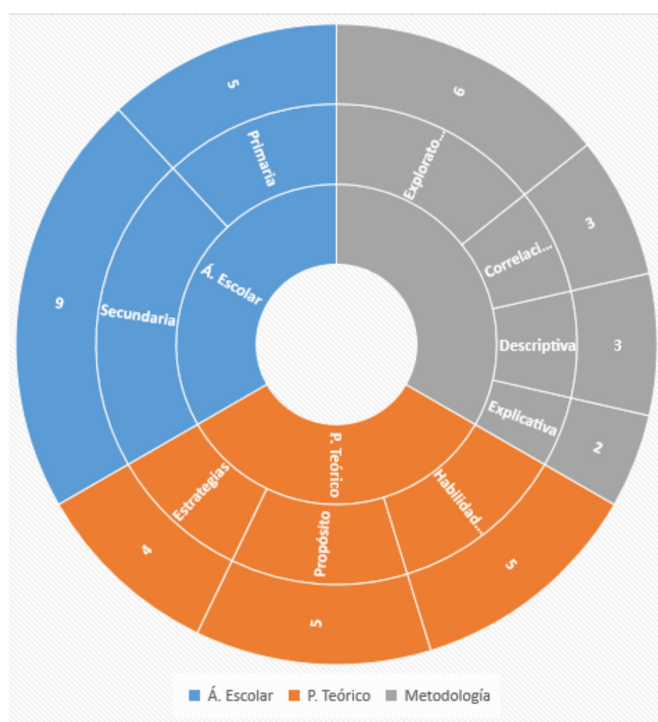 5
6
Primaria
Explorato...
3
Correlaci...
Á. Escolar
9
Secundaria
Descriptiva
3
Explicativa
2
P. Teórico
Estrategias
Habilidad...
Propósito
4
5
5
Á. Escolar P. Teórico Metodología